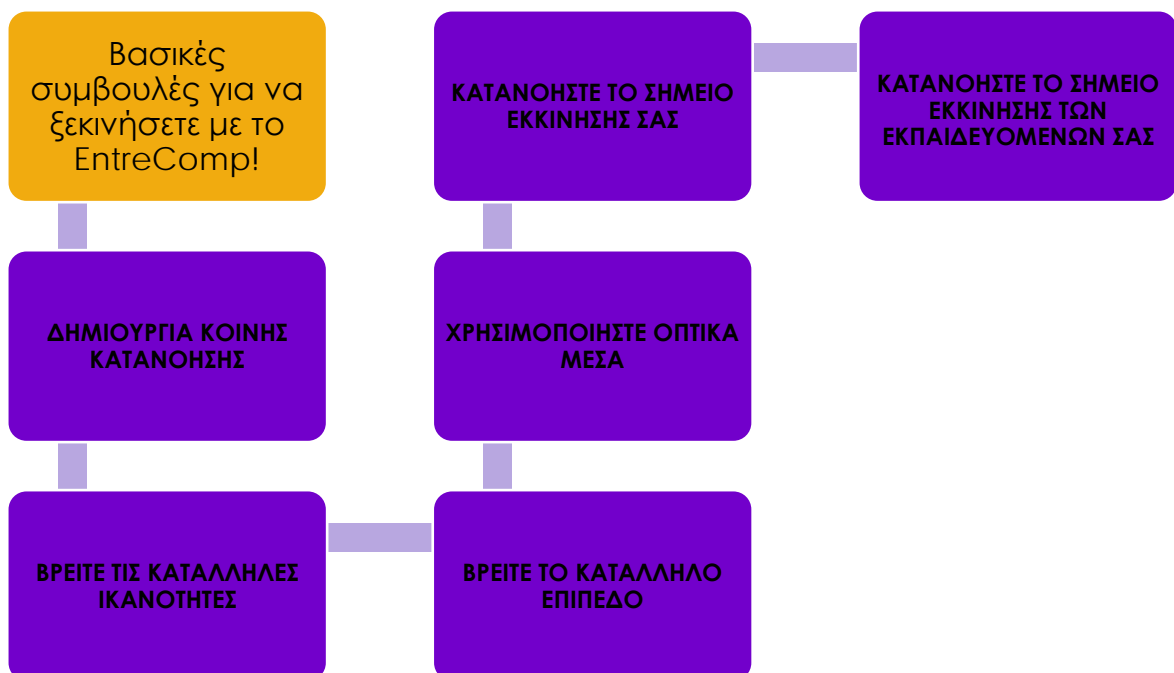 Βασικές
συμβουλές για να
ξεκινήσετε με το
EntreComp!
ΔΗΜΙΟΥΡΓΙΑ ΚΟΙΝΗΣ
ΚΑΤΑΝΟΗΣΗΣ
ΒΡΕΙΤΕ ΤΙΣ ΚΑΤΑΛΛΗΛΕΣ
ΙΚΑΝΟΤΗΤΕΣ
ΒΡΕΙΤΕ ΤΟ ΚΑΤΑΛΛΗΛΟ
ΕΠΙΠΕΔΟ
ΧΡΗΣΙΜΟΠΟΙΗΣΤΕ ΟΠΤΙΚΑ
ΜΕΣΑ
ΚΑΤΑΝΟΗΣΤΕ ΤΟ ΣΗΜΕΙΟ
ΕΚΚΙΝΗΣΗΣ ΣΑΣ
ΚΑΤΑΝΟΗΣΤΕ ΤΟ ΣΗΜΕΙΟ
ΕΚΚΙΝΗΣΗΣ ΤΩΝ
ΕΚΠΑΙΔΕΥΟΜΕΝΩΝ ΣΑΣ